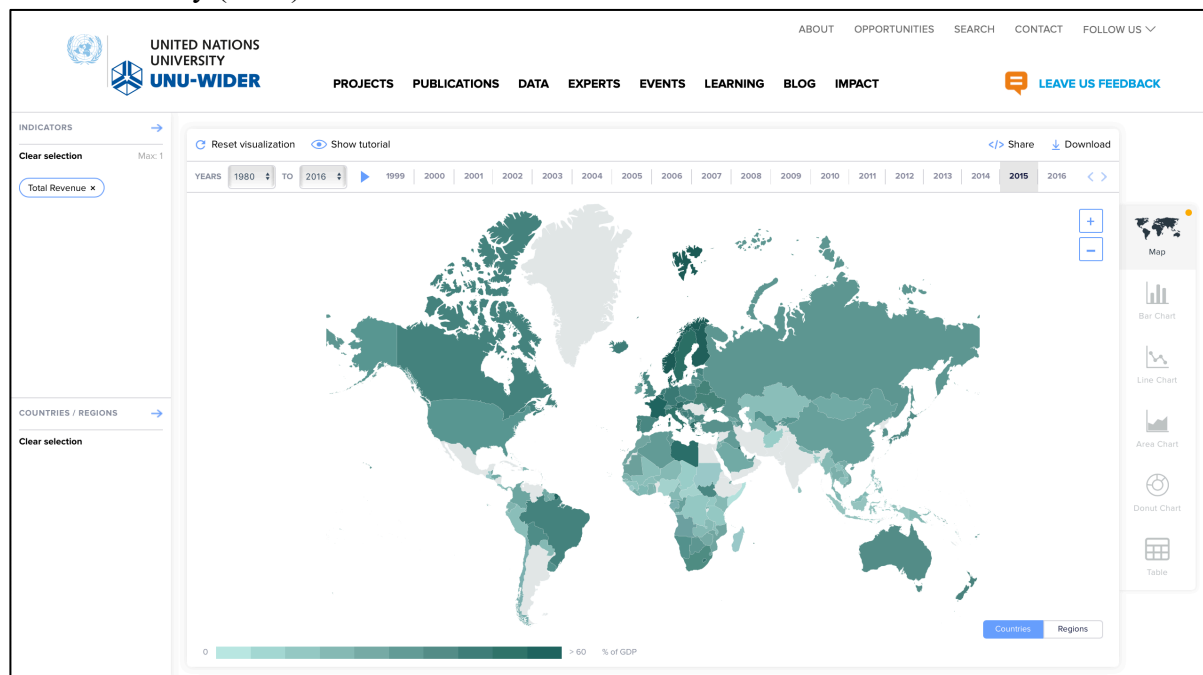 ABOUT OPPORTUNITIES SEARCH CONTACT FOLLOW US
UNITED NATIONS
UNIVERSITY
UNU-WIDER
PROJECTS PUBLICATIONS DATA EXPERTS EVENTS LEARNING BLOG IMPACT
LEAVE US FEEDBACK
INDICATORS
Clear selection Max: 1
Total Revenue ×
Reset visualization Show tutorial
</> Share Download
YEARS 1980 TO 2016 1999 2000 2001 2002 2003 2004 2005 2006 2007 2008 2009 2010 2011 2012 2013 2014 2015 2016 < >
+
−
Map
Bar Chart
Line Chart
COUNTRIES / REGIONS
Clear selection
Area Chart
Donut Chart
Table
Countries Regions
0 > 60 % of GDP